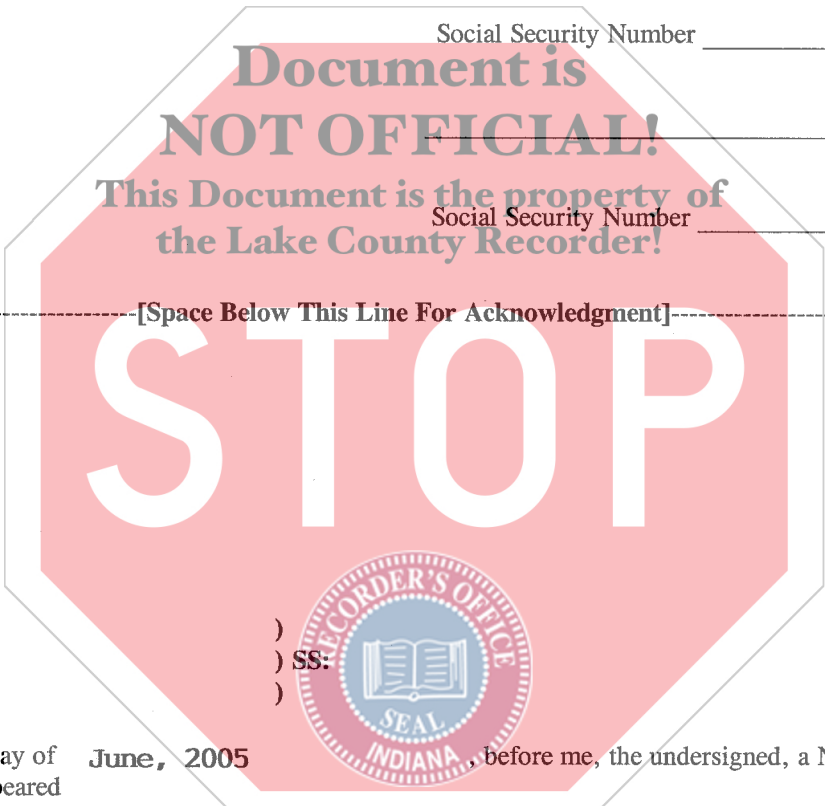 Social Security Number
Document is
NOT OFFICIAL!
This Document is the property of
Social Security Number
the Lake County Recorder!
[Space Below This Line For Acknowledgment]
STOP
RECORDER'S OFFICE
)
) SS:
)
SEAL
INDIANA
ay of June, 2005 , before me, the undersigned, a N
peared